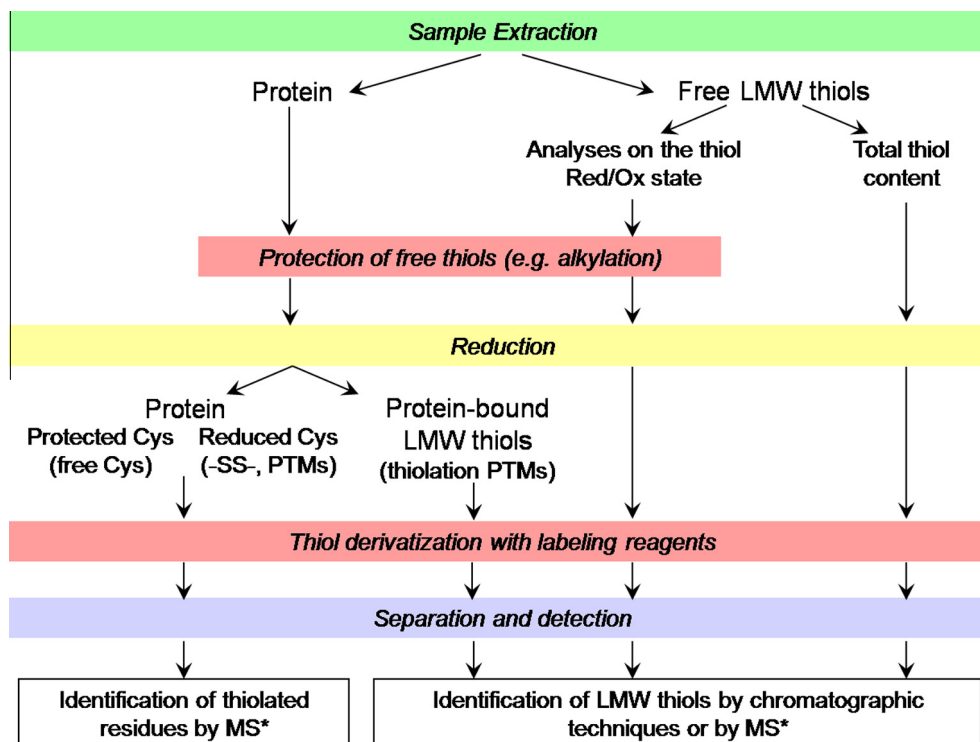 Sample Extraction
Protein
Free LMW thiols
Analyses on the thiol
Red/Ox state
Total thiol
content
Protection of free thiols (e.g. alkylation)
Reduction
Protein
Protected Cys
(free Cys)
Reduced Cys
(-SS-, PTMs)
Protein-bound
LMW thiols
(thiolation PTMs)
Thiol derivatization with labeling reagents
Separation and detection
Identification of thiolated
residues by MS*
Identification of LMW thiols by chromatographic
techniques or by MS*